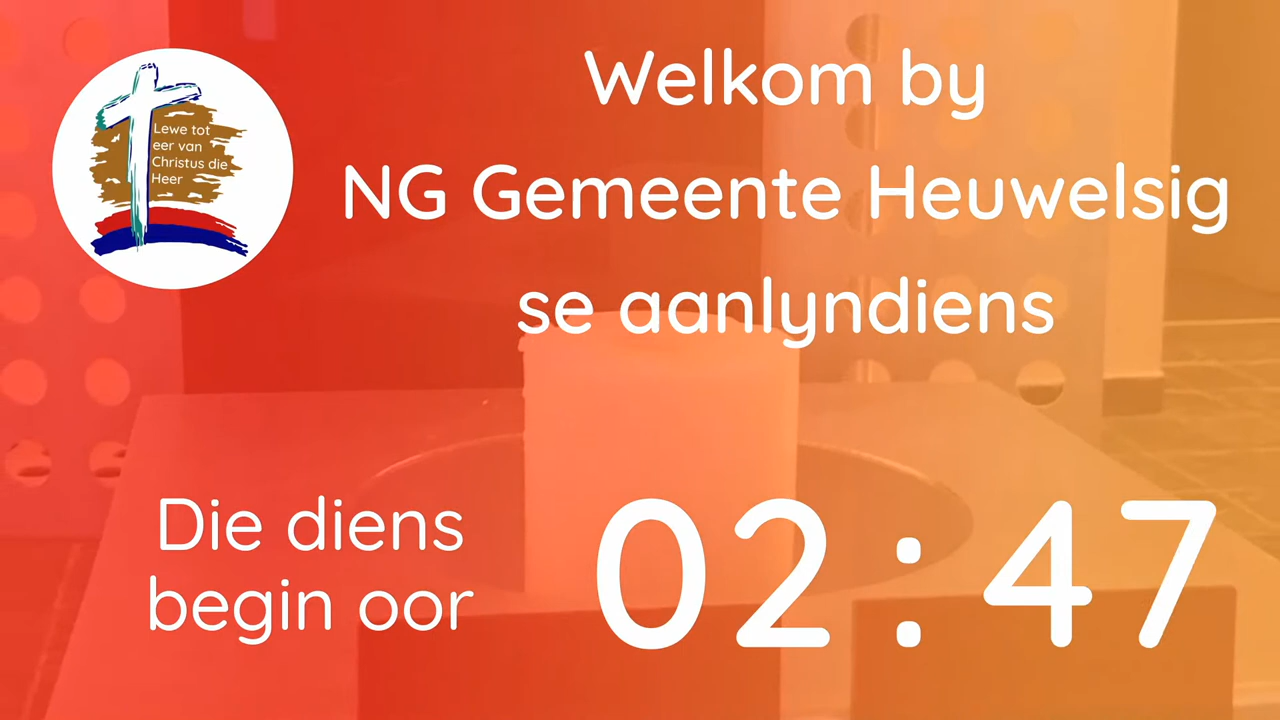 Lewe tot
eer van
Christus die
Heer
Welkom by
NG Gemeente Heuwelsig
se aanlyndiens
Die diens
begin oor
02:47